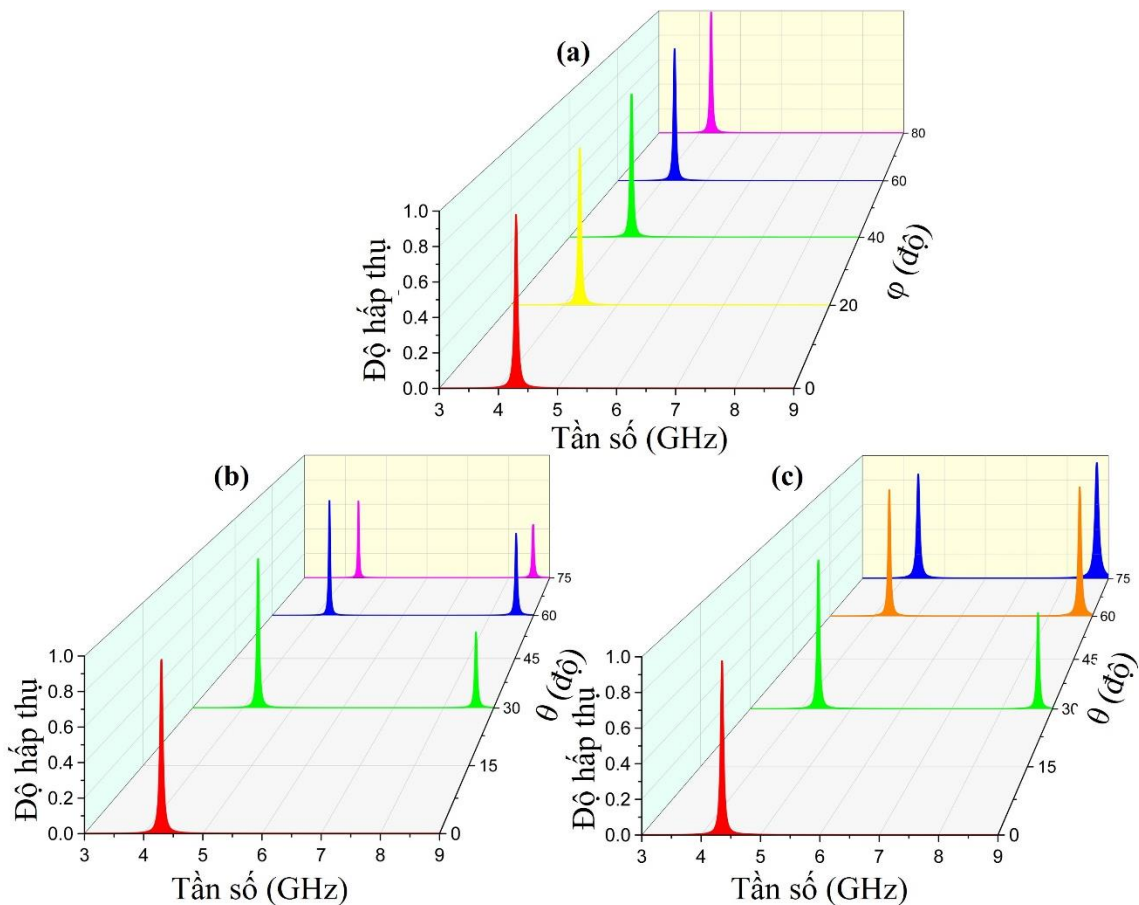 (a)
1.0
0.8
0.6
0.4
0.2
0.0
Độ hấp thụ
3 4 5 6 7 8 9
Tần số (GHz)
80
60
40
20
0
φ (độ)
(b)
1.0
0.8
0.6
0.4
0.2
0.0
Độ hấp thụ
3 4 5 6 7 8 9
Tần số (GHz)
75
60
45
30
15
0
θ (độ)
(c)
1.0
0.8
0.6
0.4
0.2
0.0
Độ hấp thụ
3 4 5 6 7 8 9
Tần số (GHz)
75
60
45
30
15
0
θ (độ)